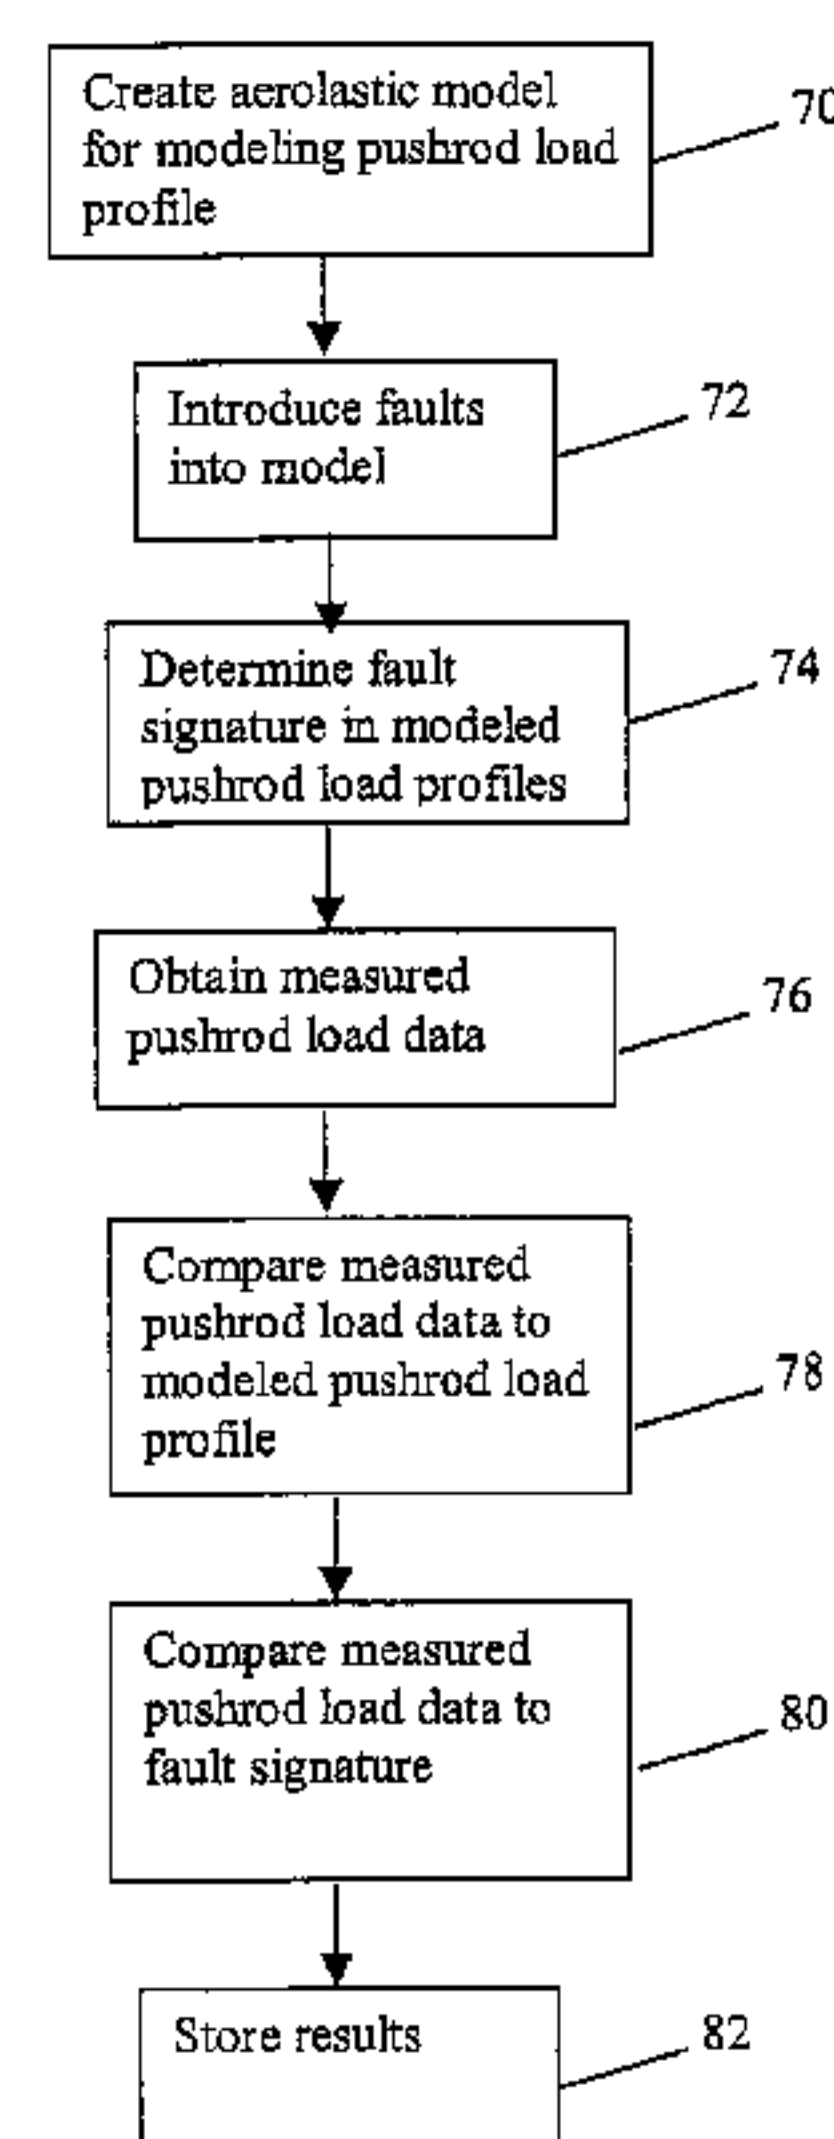 Create aerolastic model
for modeling pushrod load
profile
70
Introduce faults
into model
72
Determine fault
signature in modeled
pushrod load profiles
74
Obtain measured
pushrod load data
76
Compare measured
pushrod load data to
modeled pushrod load
profile
78
Compare measured
pushrod load data to
fault signature
80
Store results
82